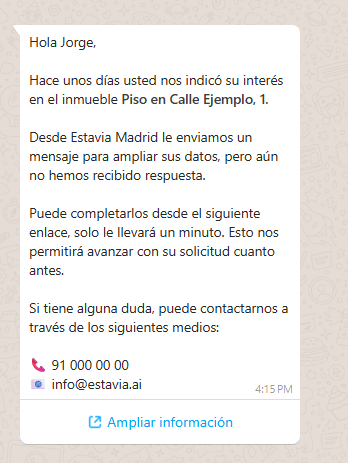 Hola Jorge,
Hace unos días usted nos indicó su interés
en el inmueble Piso en Calle Ejemplo, 1.
Desde Estavia Madrid le enviamos un
mensaje para ampliar sus datos, pero aún
no hemos recibido respuesta.
Puede completarlos desde el siguiente
enlace, solo le llevará un minuto. Esto nos
permitirá avanzar con su solicitud cuanto
antes.
Si tiene alguna duda, puede contactarnos a
través de los siguientes medios:
📞 91 000 00 00
📧 info@estavia.ai
4:15 PM
Ampliar información